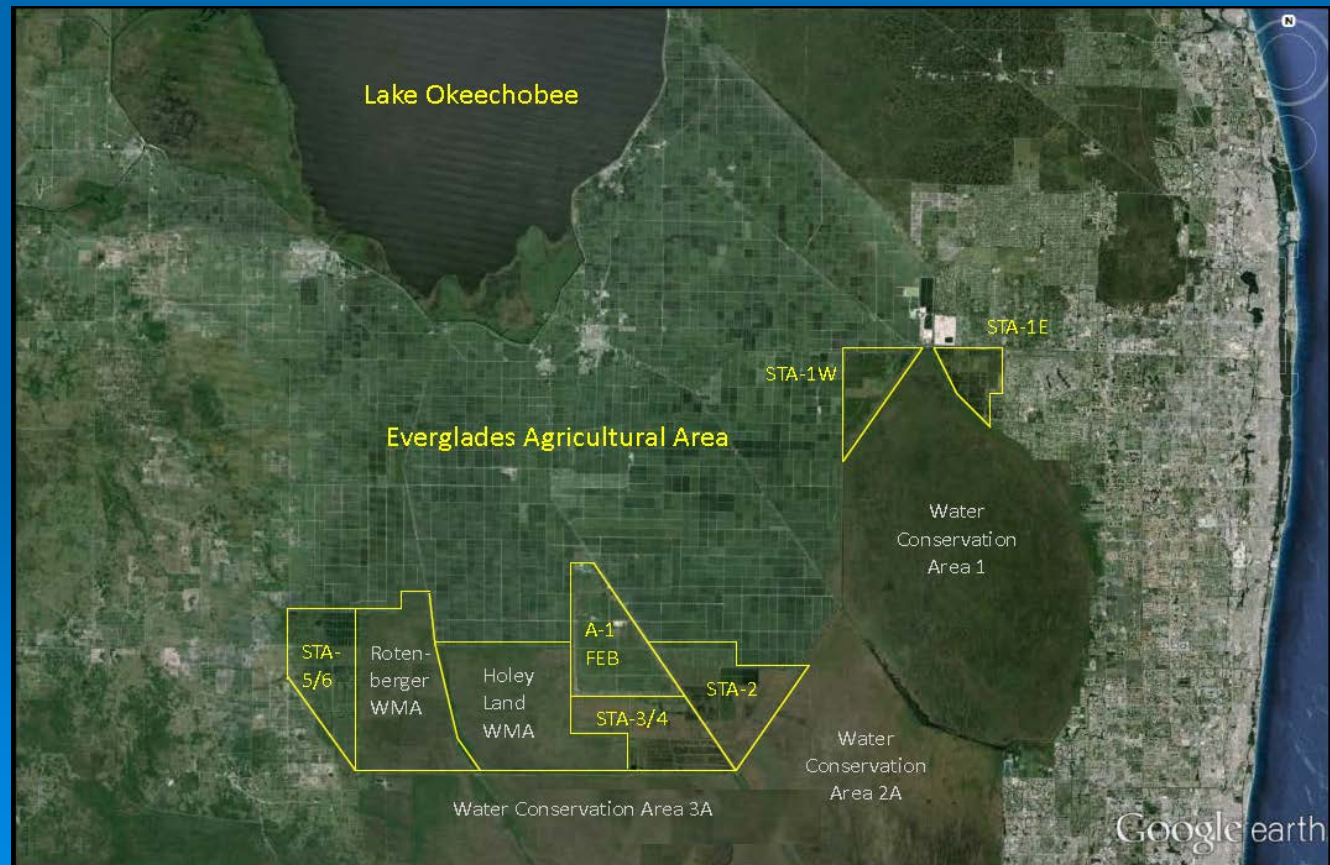 N
Lake Okeechobee
STA-1E
STA-1W
Everglades Agricultural Area
Water
Conservation
Area 1
A-1
FEB
STA-
5/6
Roten-
berger
WMA
Holey
Land
WMA
STA-2
STA-3/4
Water
Conservation
Area 2A
Water Conservation Area 3A
Google earth